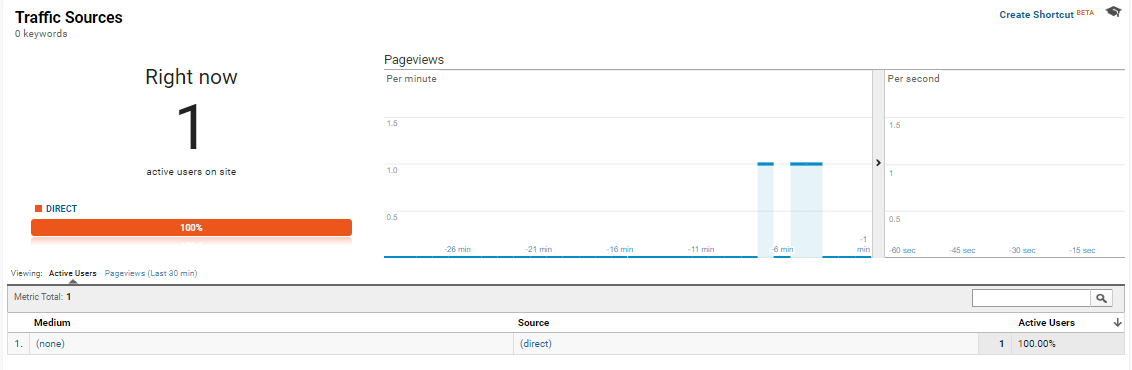 Traffic Sources
0 keywords
Create Shortcut BETA
Right now
1
active users on site
DIRECT
100%
Pageviews
Per minute
1.5
1.0
0.5
-26 min
-21 min
-16 min
-11 min
-6 min
-1
min
Per second
1.5
1
0.5
-60 sec
-45 sec
-30 sec
-15 sec
Viewing: Active Users Pageviews (Last 30 min)
Metric Total: 1
Medium Source Active Users
1. (none) (direct) 1 100.00%